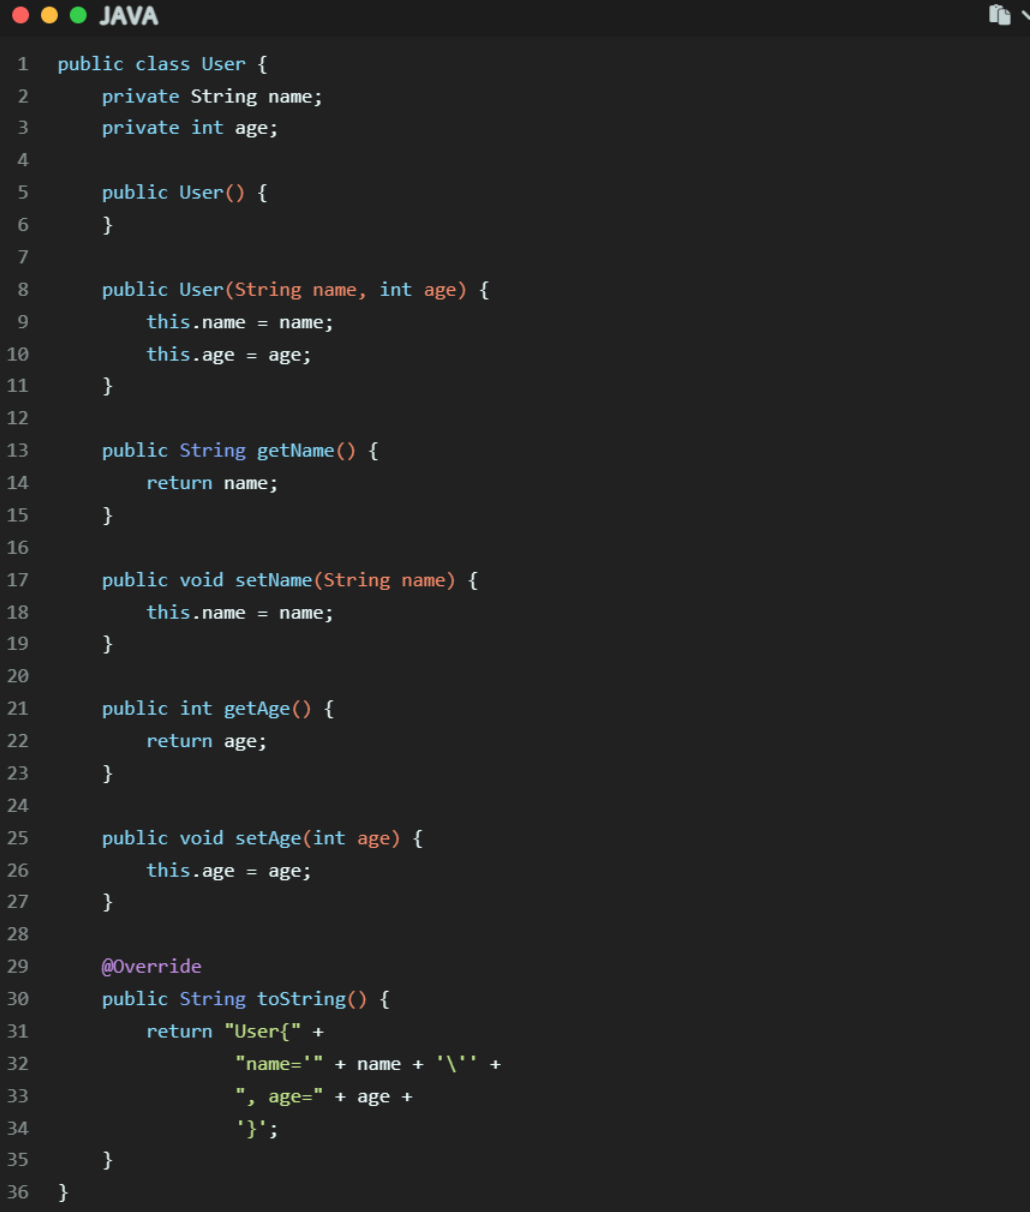 JAVA
1 public class User {
2     private String name;
3     private int age;
4
5     public User() {
6     }
7
8     public User(String name, int age) {
9         this.name = name;
10         this.age = age;
11     }
12
13     public String getName() {
14         return name;
15     }
16
17     public void setName(String name) {
18         this.name = name;
19     }
20
21     public int getAge() {
22         return age;
23     }
24
25     public void setAge(int age) {
26         this.age = age;
27     }
28
29     @Override
30     public String toString() {
31         return "User{" +
32                 "name='" + name + '\'' +
33                 ", age=" + age +
34                 '}';
35     }
36 }